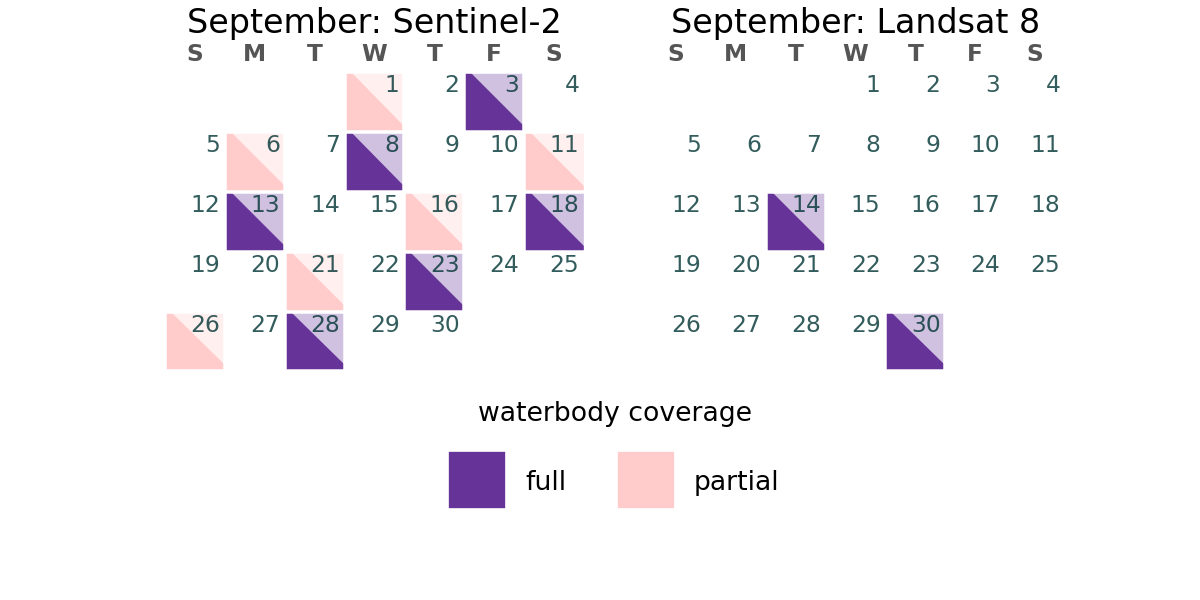 September: Sentinel-2
S M T W T F S
1 2 3 4
5 6 7 8 9 10 11
12 13 14 15 16 17 18
19 20 21 22 23 24 25
26 27 28 29 30
September: Landsat 8
S M T W T F S
1 2 3 4
5 6 7 8 9 10 11
12 13 14 15 16 17 18
19 20 21 22 23 24 25
26 27 28 29 30
waterbody coverage
full partial